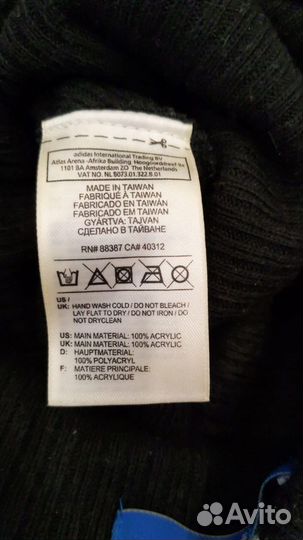 adidas International Trading BV
Atlas Arena -Afrika Building Hoogoorddreef 9a
1101 BA Amsterdam ZO The Netherlands
VAT NO. NL 8073.01.322.B.01
MADE IN TAIWAN
FABRIQUÉ À TAIWAN
FABRICADO EN TAIWÁN
FABRICADO EM TAIWAN
GYÁRTVA: TAJVAN
СДЕЛАНО В ТАЙВАНЕ
RN# 88387 CA# 40312
US /
UK: HAND WASH COLD / DO NOT BLEACH /
LAY FLAT TO DRY / DO NOT IRON / DO
NOT DRYCLEAN
US: MAIN MATERIAL: 100% ACRYLIC
UK: MAIN MATERIAL: 100% ACRYLIC
D: HAUPTMATERIAL:
100% POLYACRYL
F: MATIERE PRINCIPALE:
100% ACRYLIQUE
Avito